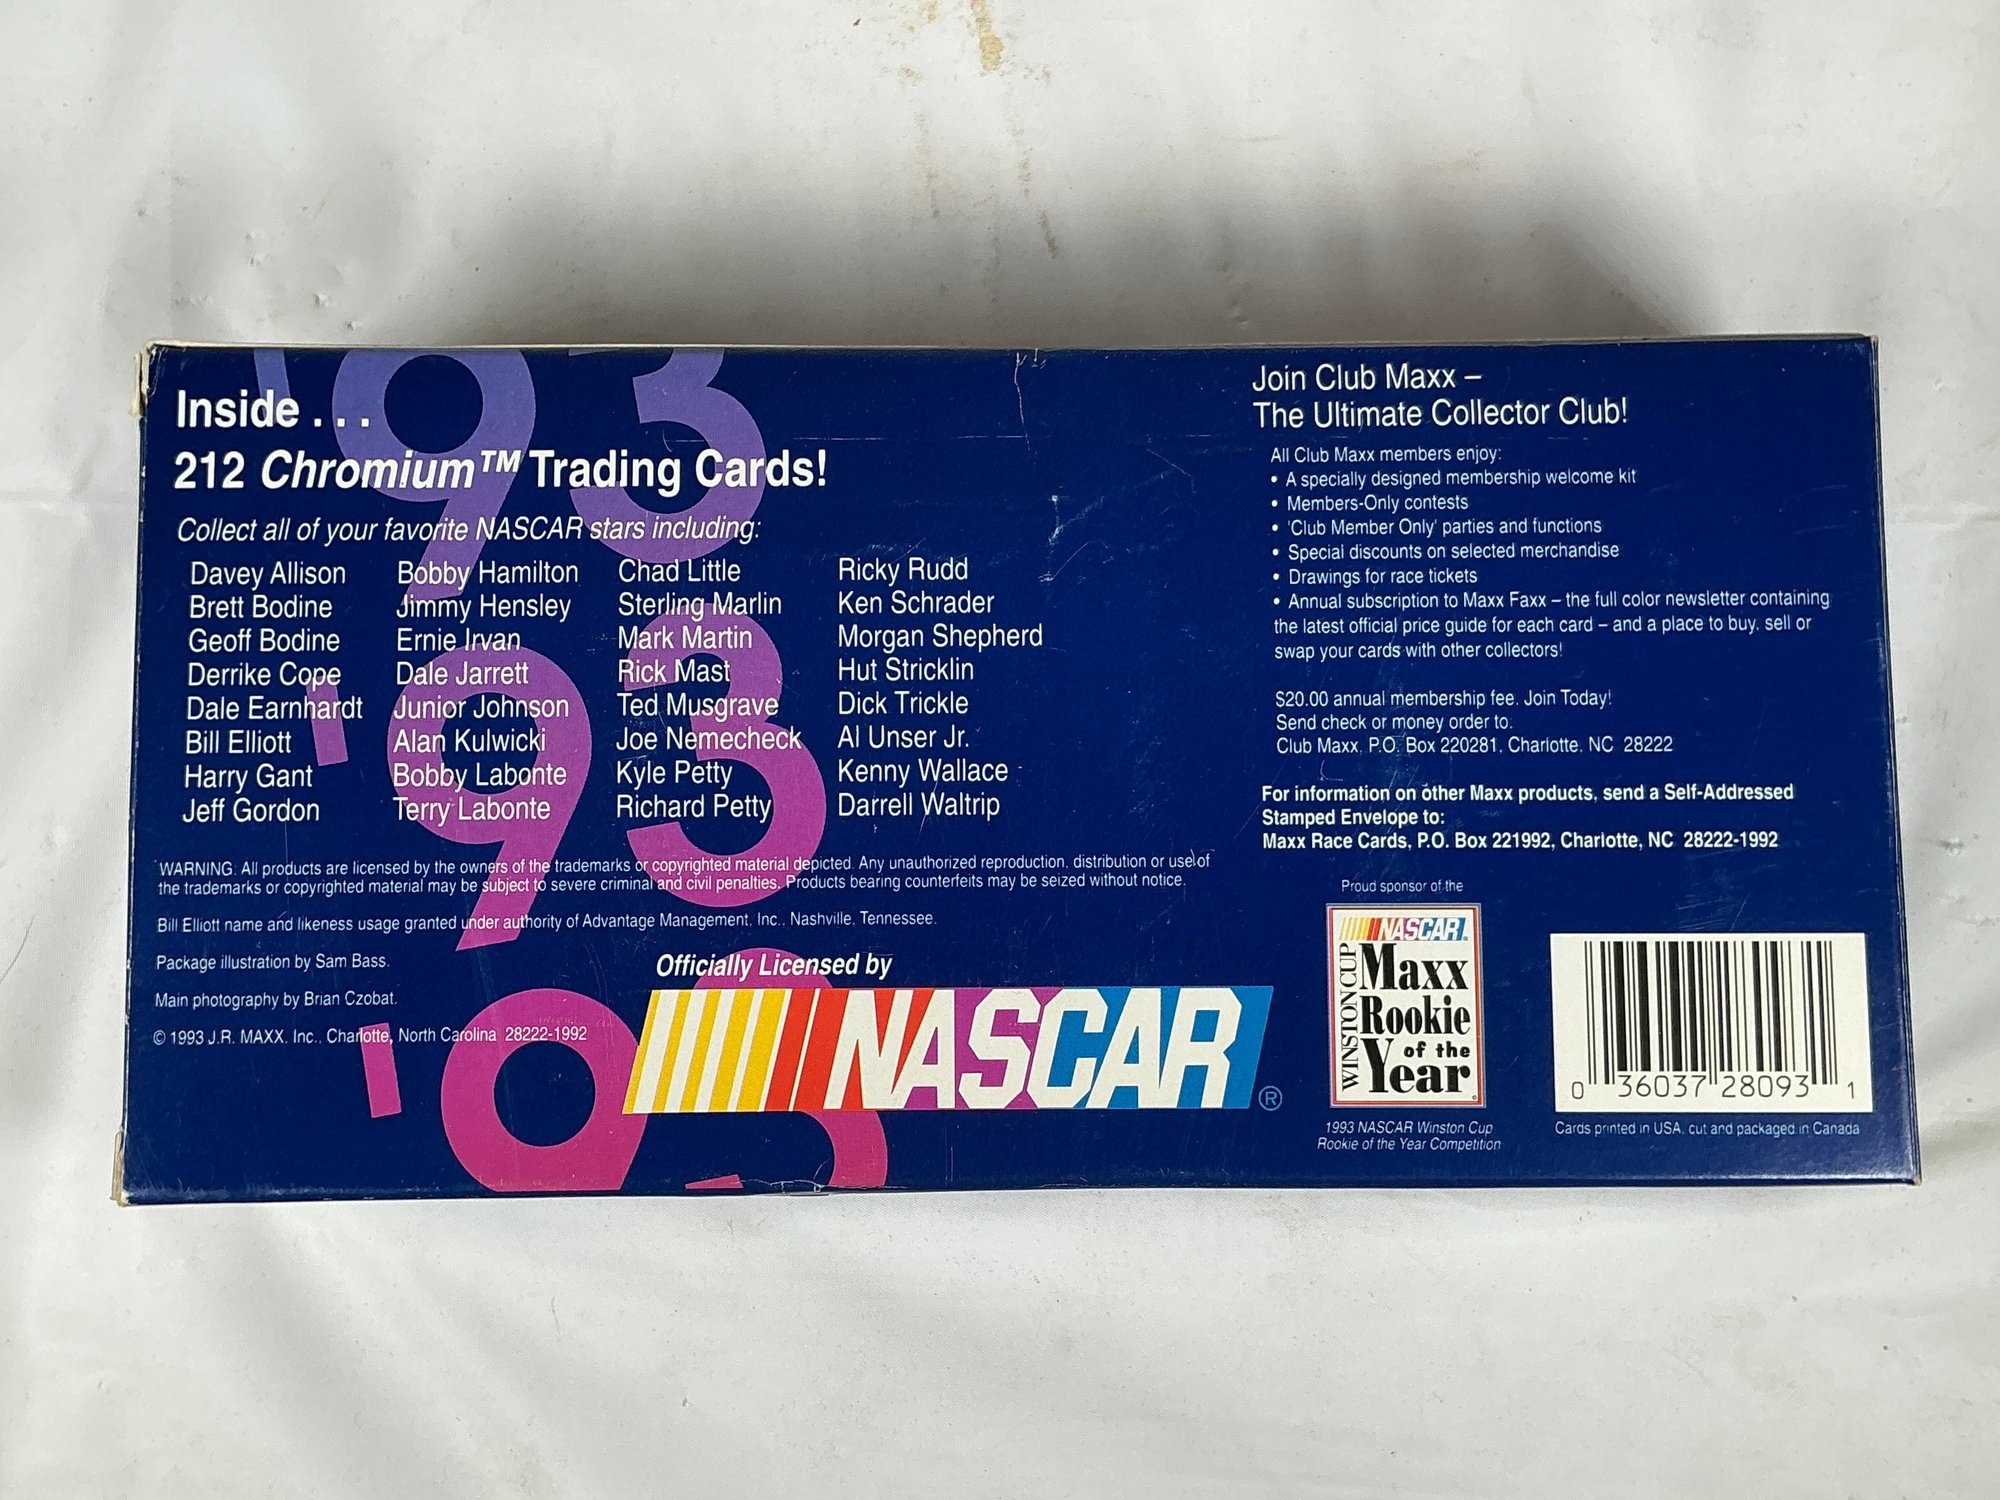 Inside . . .
212 Chromium™ Trading Cards!
Collect all of your favorite NASCAR stars including:
Davey Allison
Brett Bodine
Geoff Bodine
Derrike Cope
Dale Earnhardt
Bill Elliott
Harry Gant
Jeff Gordon
Bobby Hamilton
Jimmy Hensley
Ernie Irvan
Dale Jarrett
Junior Johnson
Alan Kulwicki
Bobby Labonte
Terry Labonte
Chad Little
Sterling Marlin
Mark Martin
Rick Mast
Ted Musgrave
Joe Nemecheck
Kyle Petty
Richard Petty
Ricky Rudd
Ken Schrader
Morgan Shepherd
Hut Stricklin
Dick Trickle
Al Unser Jr.
Kenny Wallace
Darrell Waltrip
WARNING: All products are licensed by the owners of the trademarks or copyrighted material depicted. Any unauthorized reproduction, distribution or use of
the trademarks or copyrighted material may be subject to severe criminal and civil penalties. Products bearing counterfeits may be seized without notice.
Bill Elliott name and likeness usage granted under authority of Advantage Management, Inc., Nashville, Tennessee.
Package illustration by Sam Bass.
Main photography by Brian Czobat.
© 1993 J.R. MAXX, Inc., Charlotte, North Carolina 28222-1992
'93
'93
'93
Officially Licensed by
NASCAR®
Join Club Maxx –
The Ultimate Collector Club!
All Club Maxx members enjoy:
• A specially designed membership welcome kit
• Members-Only contests
• 'Club Member Only' parties and functions
• Special discounts on selected merchandise
• Drawings for race tickets
• Annual subscription to Maxx Faxx – the full color newsletter containing
the latest official price guide for each card – and a place to buy, sell or
swap your cards with other collectors!
$20.00 annual membership fee. Join Today!
Send check or money order to:
Club Maxx, P.O. Box 220281, Charlotte, NC 28222
For information on other Maxx products, send a Self-Addressed
Stamped Envelope to:
Maxx Race Cards, P.O. Box 221992, Charlotte, NC 28222-1992
Proud sponsor of the
NASCAR
WINSTON CUP
Maxx
Rookie
of the
Year
1993 NASCAR Winston Cup
Rookie of the Year Competition
0 36037 28093 1
Cards printed in USA, cut and packaged in Canada